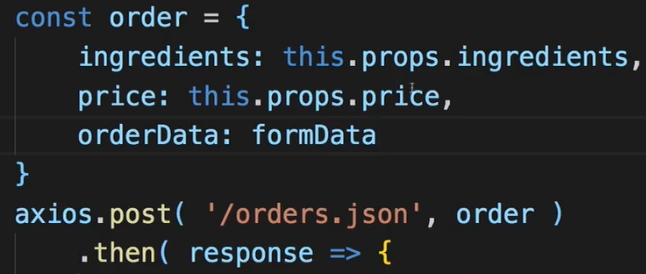 const order = {
    ingredients: this.props.ingredients,
    price: this.props.price,
    orderData: formData
}
axios.post( '/orders.json', order )
    .then( response => {